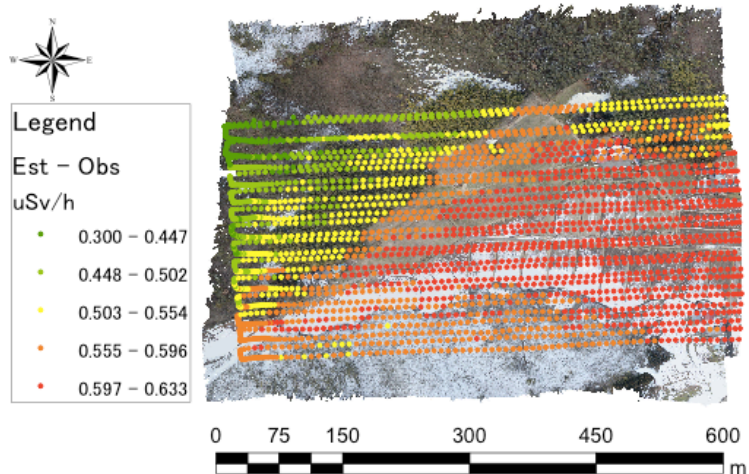 N
W E
S
Legend
Est - Obs
uSv/h
0.300 - 0.447
0.448 - 0.502
0.503 - 0.554
0.555 - 0.596
0.597 - 0.633
0 75 150 300 450 600
m